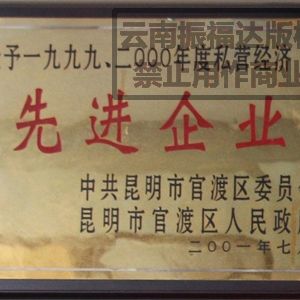 云南振福达版权
禁止用作商业
予一九九九、二000年度私营经济
先进企业
中共昆明市官渡区委员
昆明市官渡区人民政
二00一年七